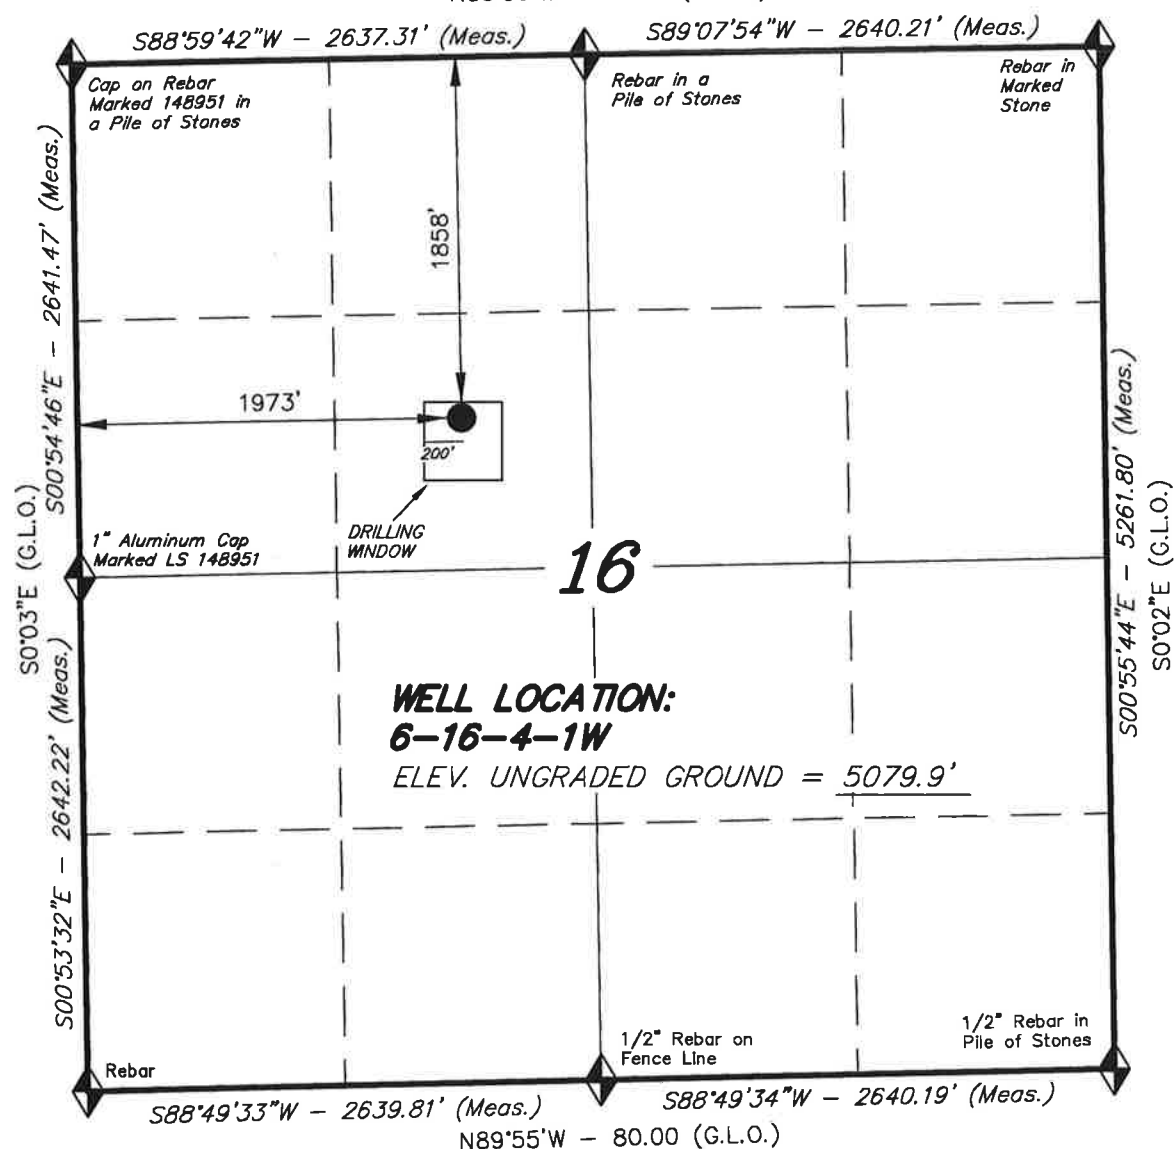 S88°59'42"W - 2637.31' (Meas.)
S89°07'54"W - 2640.21' (Meas.)
Cap on Rebar
Marked 148951 in
a Pile of Stones
Rebar in a
Pile of Stones
Rebar in
Marked
Stone
S00°54'46"E - 2641.47' (Meas.)
1858'
1973'
200'
DRILLING
WINDOW
S0°03"E (G.L.O.)
1" Aluminum Cap
Marked LS 148951
16
S00°55'44"E - 5261.80' (Meas.)
S0°02"E (G.L.O.)
WELL LOCATION:
6-16-4-1W
ELEV. UNGRADED GROUND = 5079.9'
S00°53'32"E - 2642.22' (Meas.)
Rebar
1/2" Rebar on
Fence Line
1/2" Rebar in
Pile of Stones
S88°49'33"W - 2639.81' (Meas.)
S88°49'34"W - 2640.19' (Meas.)
N89°55'W - 80.00 (G.L.O.)